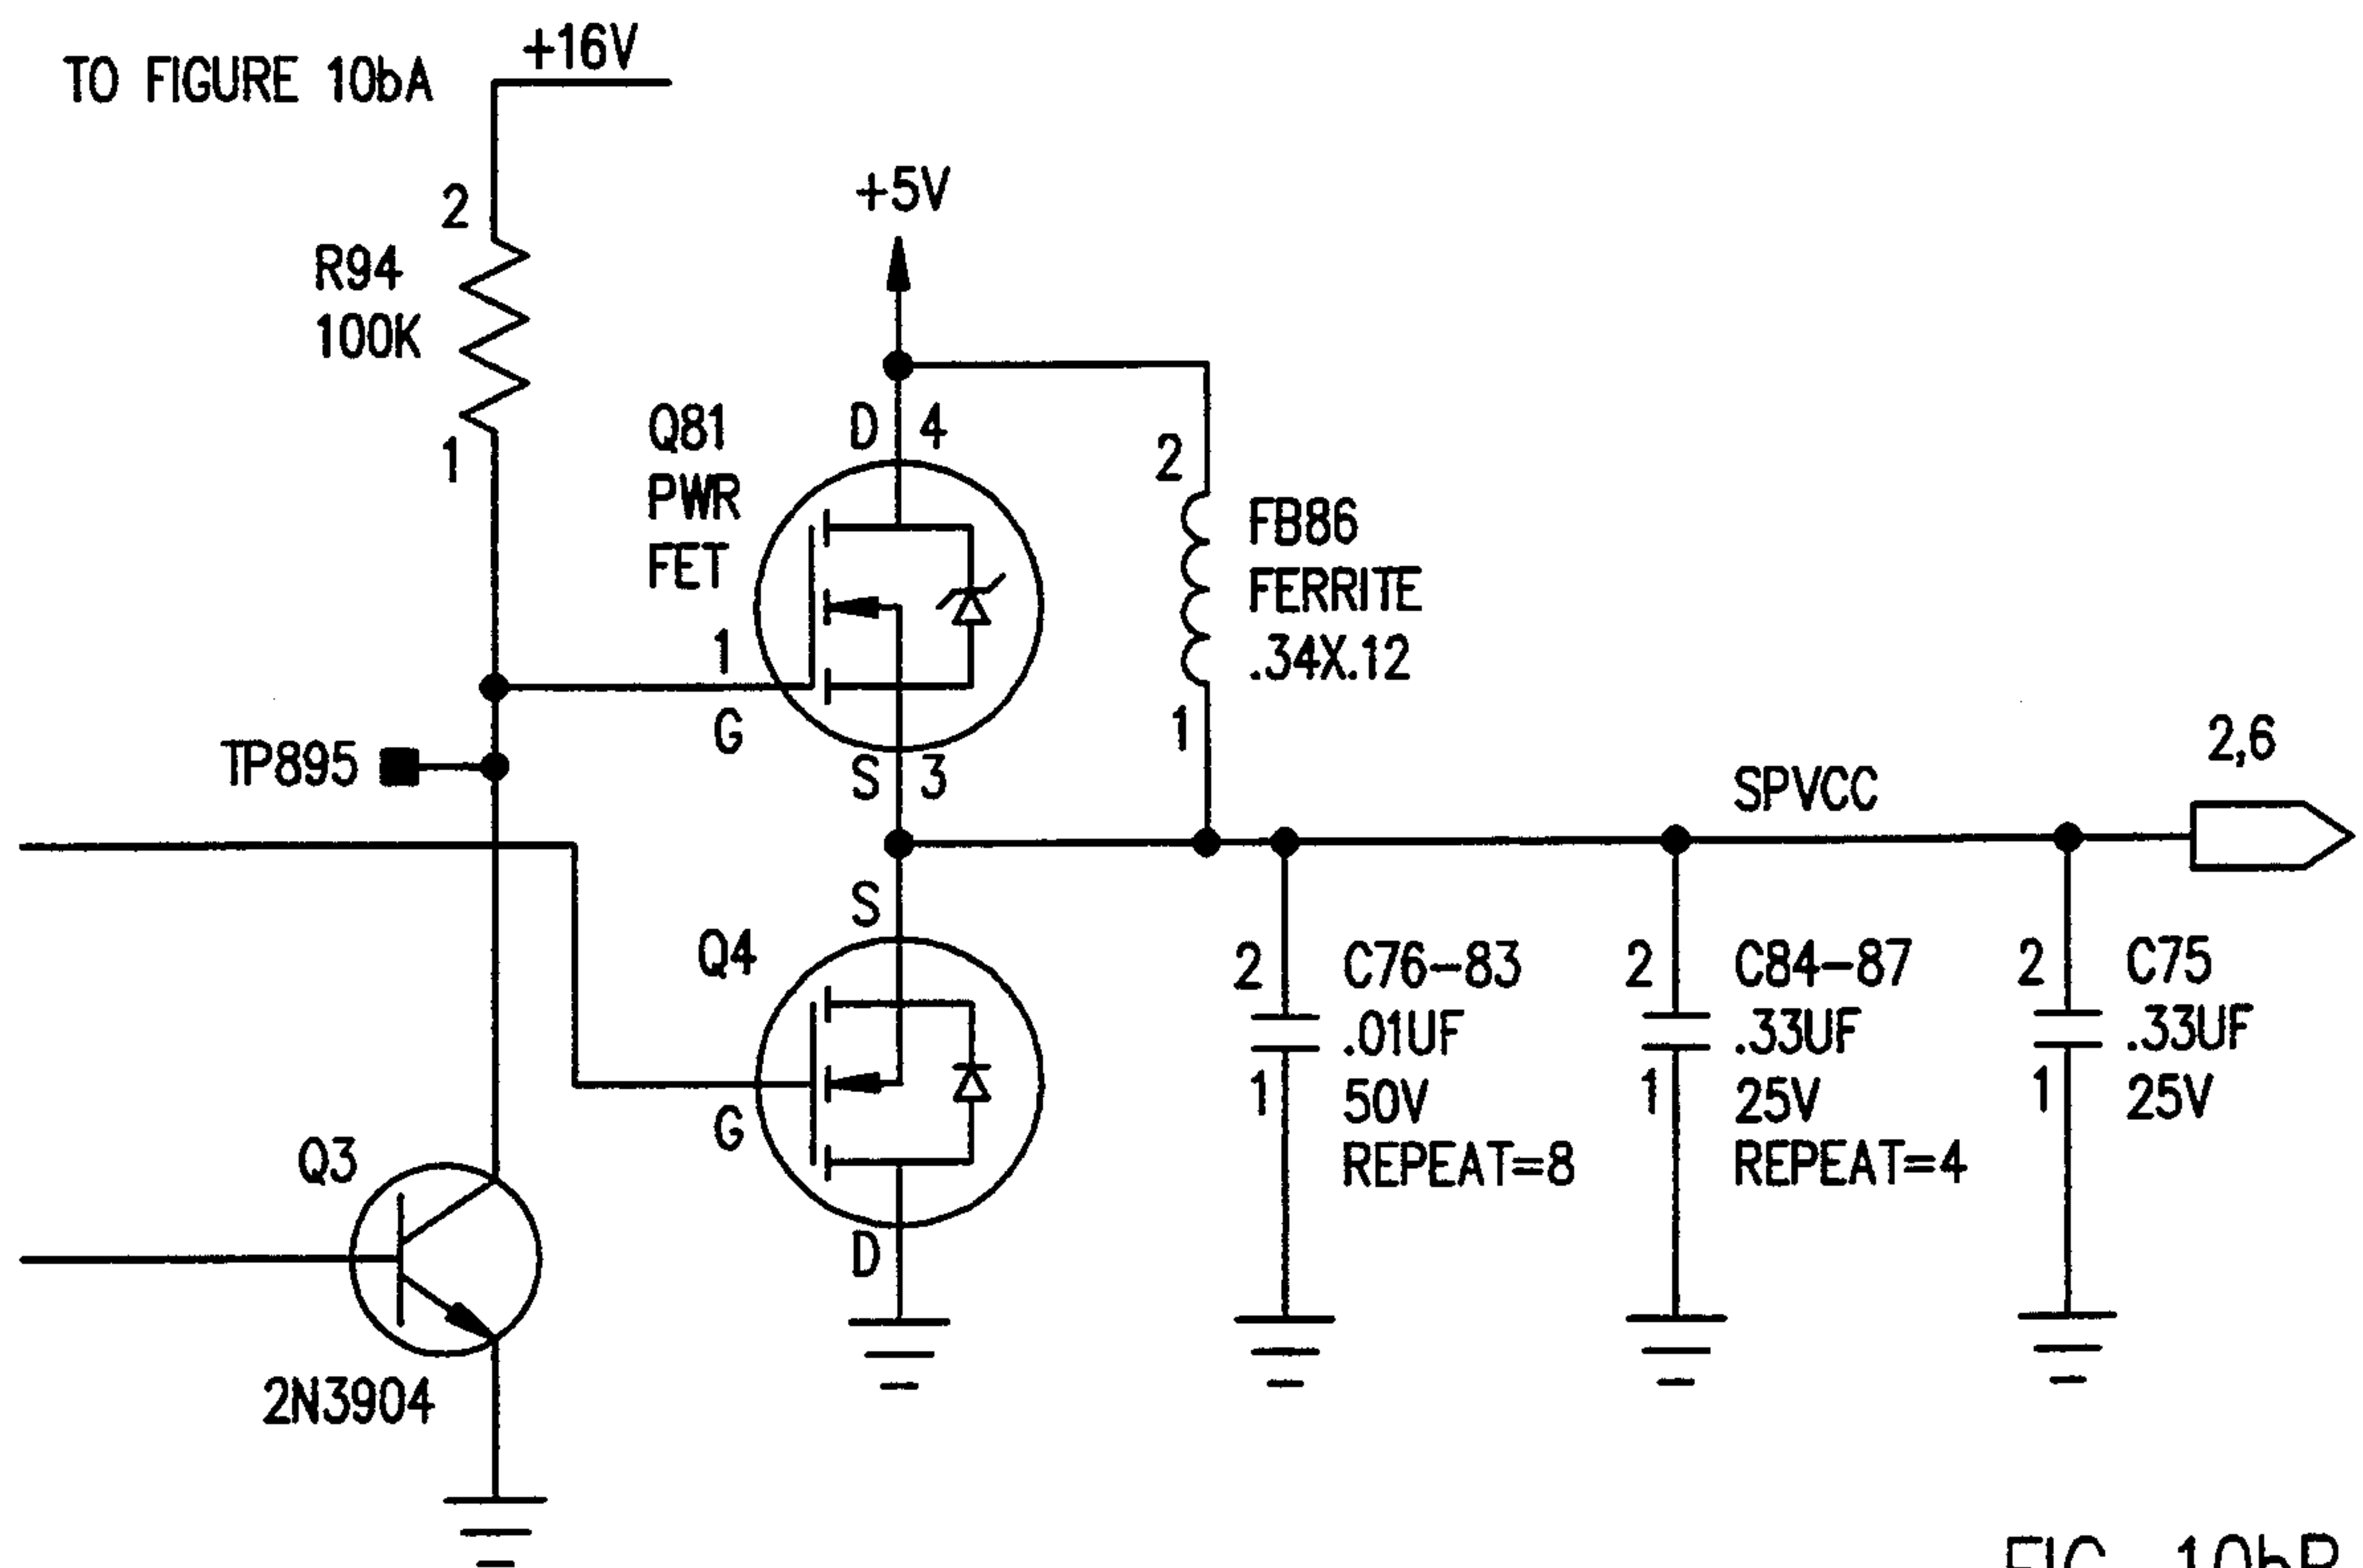 TO FIGURE 10bA
+16V
2
R94
100K
1
+5V
Q81
PWR
FET
D 4
1
G
S 3
2
FB86
FERRITE
.34X.12
1
TP895
SPVCC
2,6
S
Q4
G
D
2
C76-83
.01UF
50V
REPEAT=8
1
2
C84-87
.33UF
25V
REPEAT=4
1
2
C75
.33UF
25V
1
Q3
2N3904
FIG. 10bB